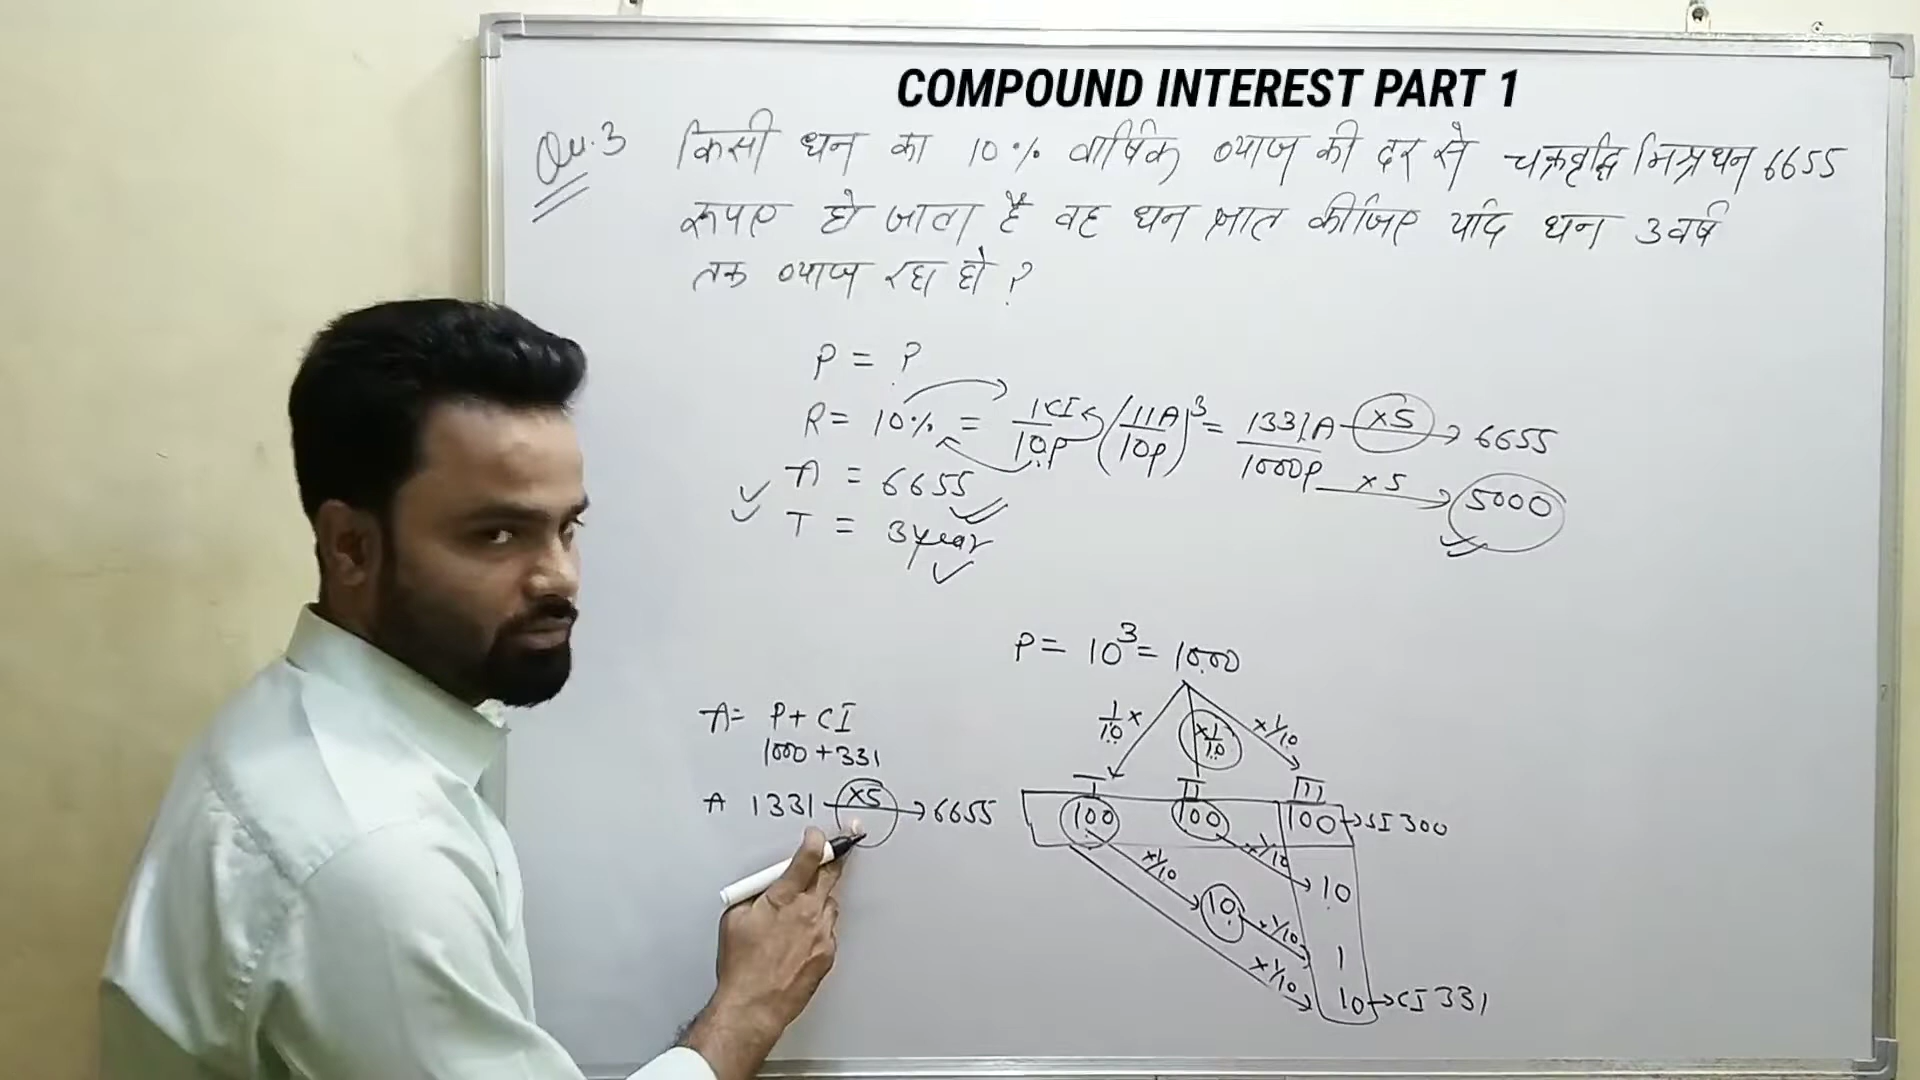 COMPOUND INTEREST PART 1
Qu.3 किसी धन का 10% वार्षिक ब्याज की दर से चक्रवृद्धि मिश्रधन 6655
रूपए हो जाता है वह धन ज्ञात कीजिए यदि धन 3 वर्ष
तक ब्याज रहा हो ?
P = ?
R = 10% = 1CI/10P (11A/10P)³ = 1331A/1000P
1331A ×5 → 6655
1000P ×5 → 5000
A = 6655
T = 3 year
P = 10³ = 1000
1/10 × ×1/10 ×1/10
A = P + CI
1000 + 331
A 1331 ×5 → 6655
I II III
100 100 100 → SI 300
×1/10 ×1/10 10
10 ×1/10 1
×1/10 10 → CI 331